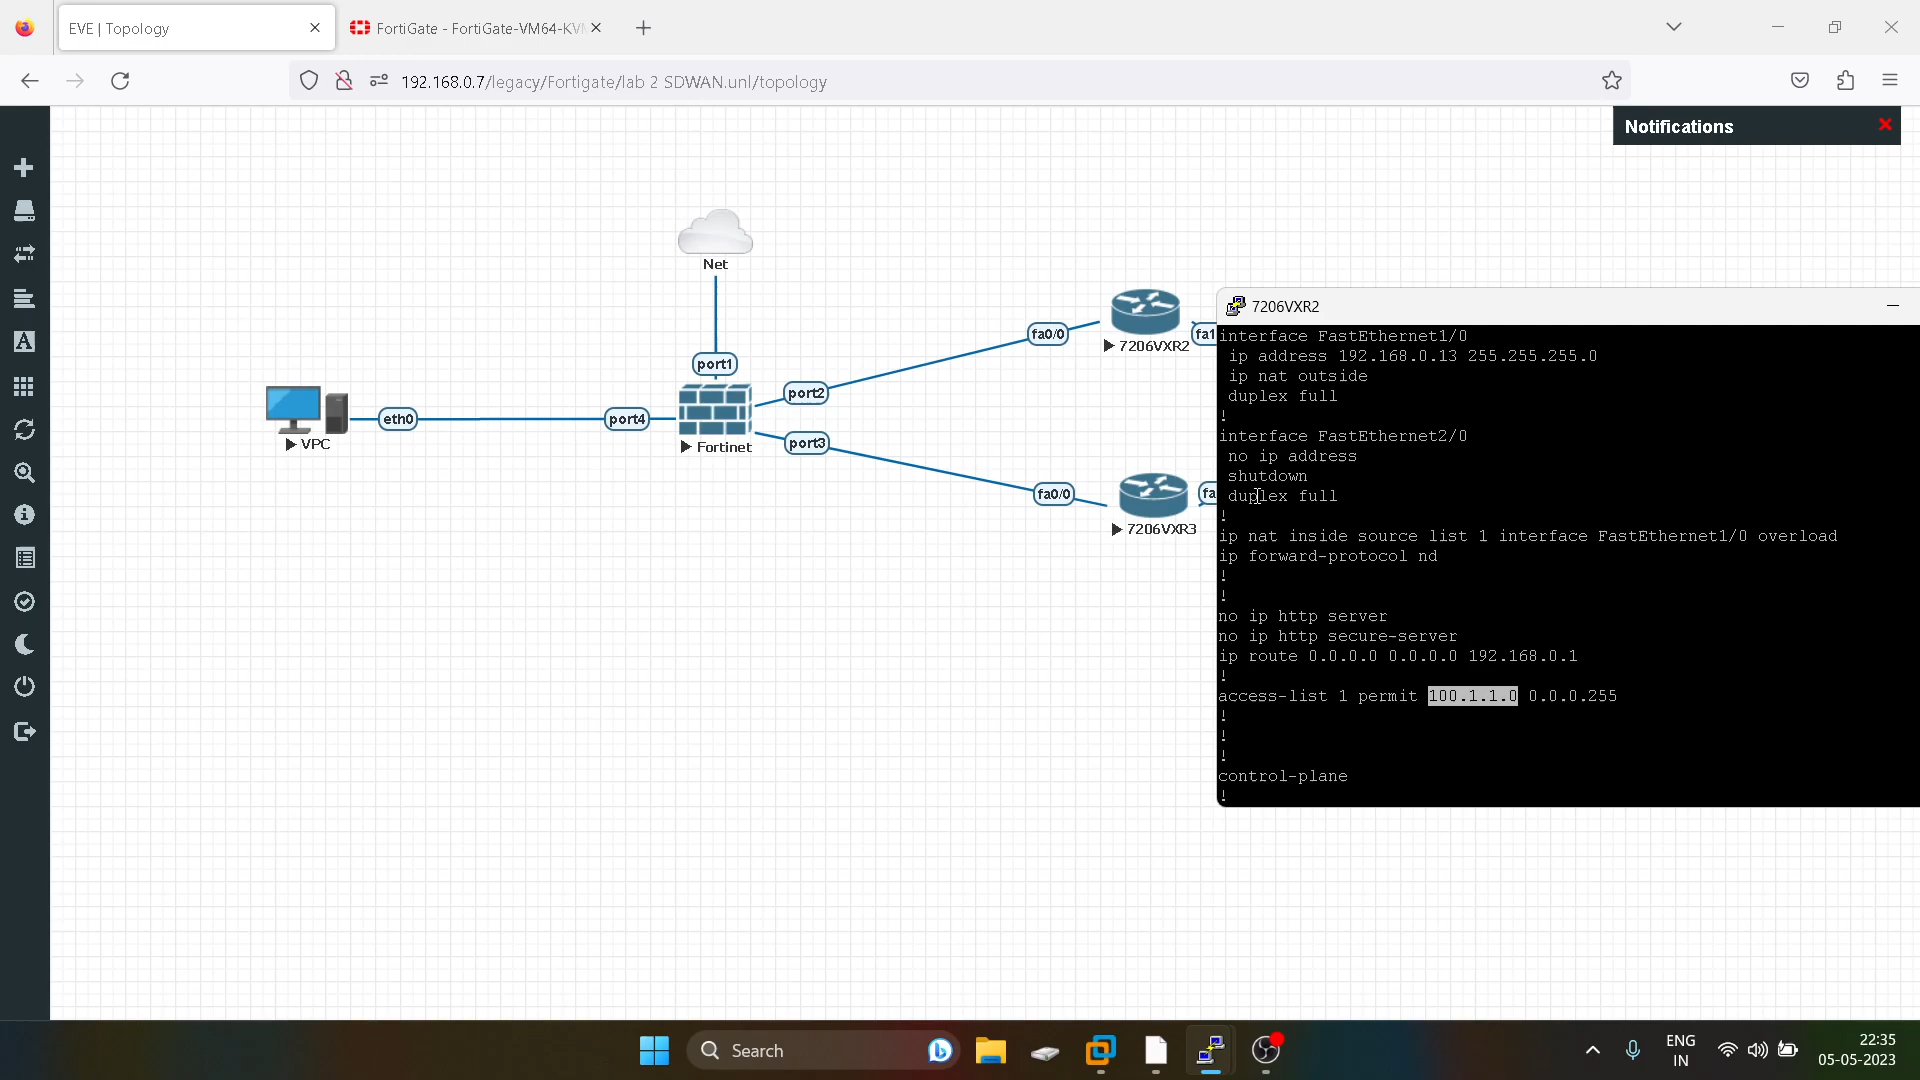 EVE | Topology
FortiGate - FortiGate-VM64-KVM
192.168.0.7/legacy/Fortigate/lab 2 SDWAN.unl/topology
Notifications
Net
port1
fa0/0
fa1
7206VXR2
port2
eth0
port4
VPC
Fortinet
port3
fa0/0
fa
7206VXR3
7206VXR2
interface FastEthernet1/0
ip address 192.168.0.13 255.255.255.0
ip nat outside
duplex full
!
interface FastEthernet2/0
no ip address
shutdown
duplex full
!
ip nat inside source list 1 interface FastEthernet1/0 overload
ip forward-protocol nd
!
!
no ip http server
no ip http secure-server
ip route 0.0.0.0 0.0.0.0 192.168.0.1
!
access-list 1 permit 100.1.1.0 0.0.0.255
!
!
!
control-plane
!
Search
ENG
IN
22:35
05-05-2023